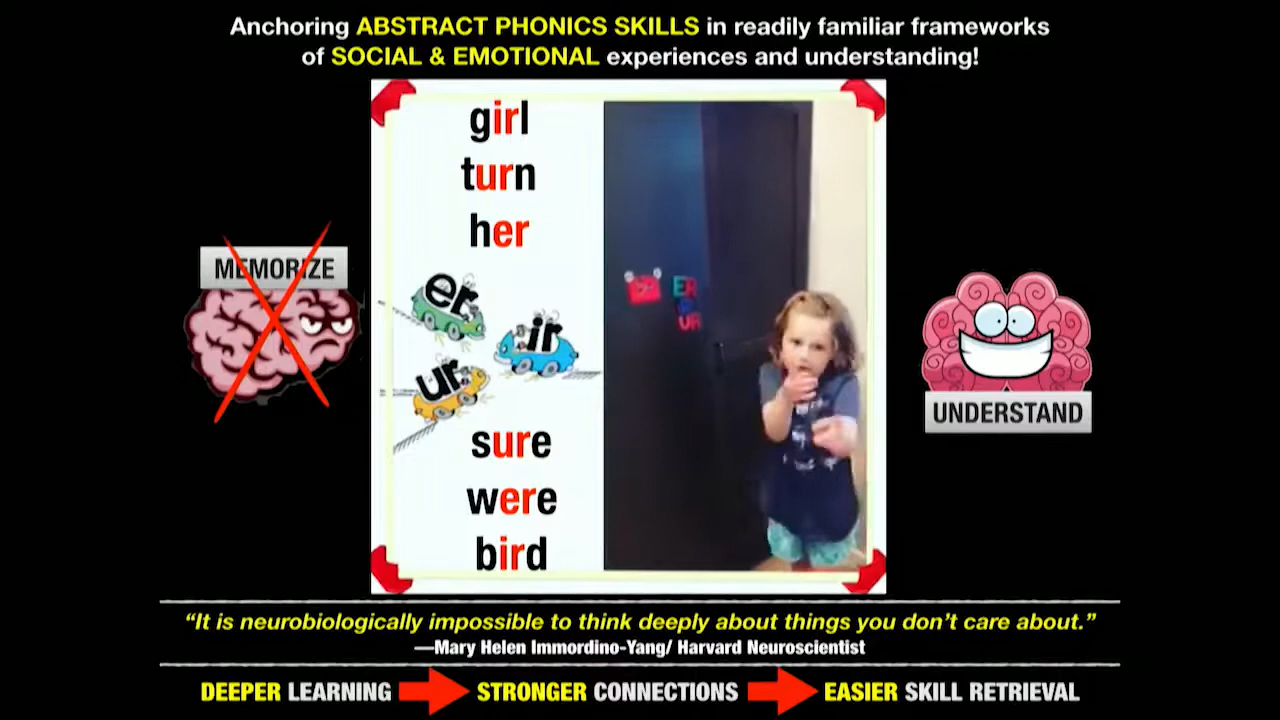 Anchoring ABSTRACT PHONICS SKILLS in readily familiar frameworks
of SOCIAL & EMOTIONAL experiences and understanding!
girl
turn
her
MEMORIZE
er
ir
ur
ER
UR
UNDERSTAND
sure
were
bird
“It is neurobiologically impossible to think deeply about things you don’t care about.”
—Mary Helen Immordino-Yang/ Harvard Neuroscientist
DEEPER LEARNING STRONGER CONNECTIONS EASIER SKILL RETRIEVAL